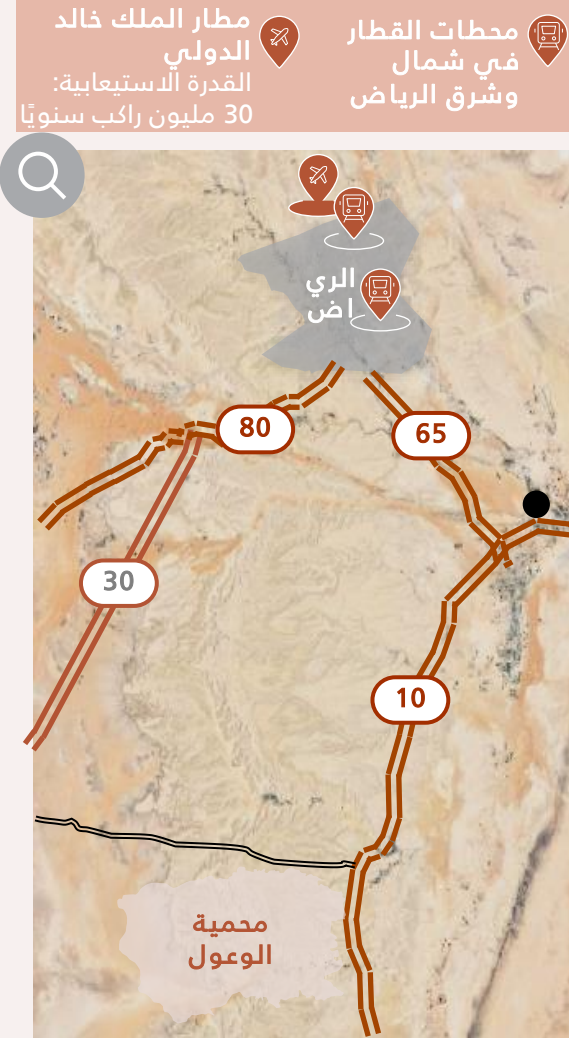 محطات القطار
في شمال
وشرق الرياض
مطار الملك خالد
الدولي
القدرة الاستيعابية:
30 مليون راكب سنويًا
الري
اض
80
65
30
10
محمية
الوعول